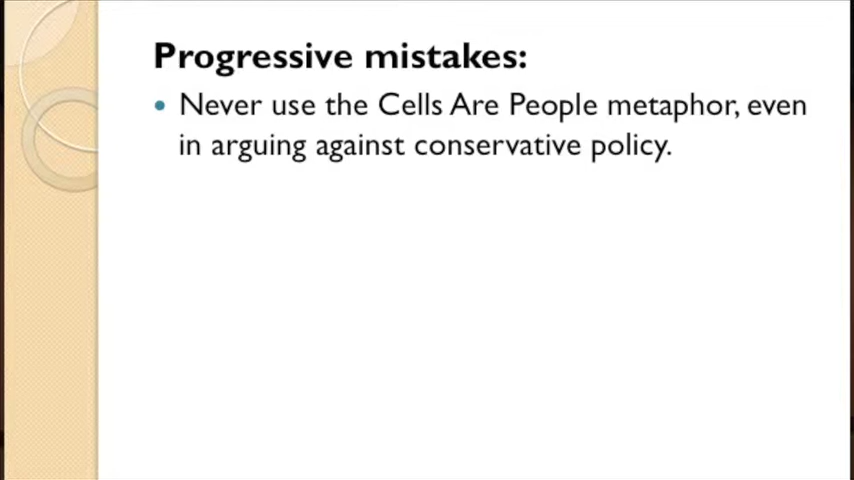 Progressive mistakes:
• Never use the Cells Are People metaphor, even
in arguing against conservative policy.